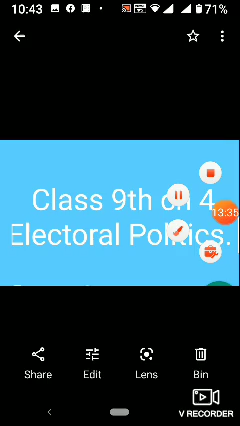 10:43
71%
Class 9th ch 4
13:35
Electoral Politics.
Share
Edit
Lens
Bin
V RECORDER